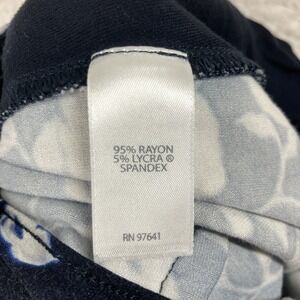 95% RAYON
5% LYCRA ®
SPANDEX
RN 97641